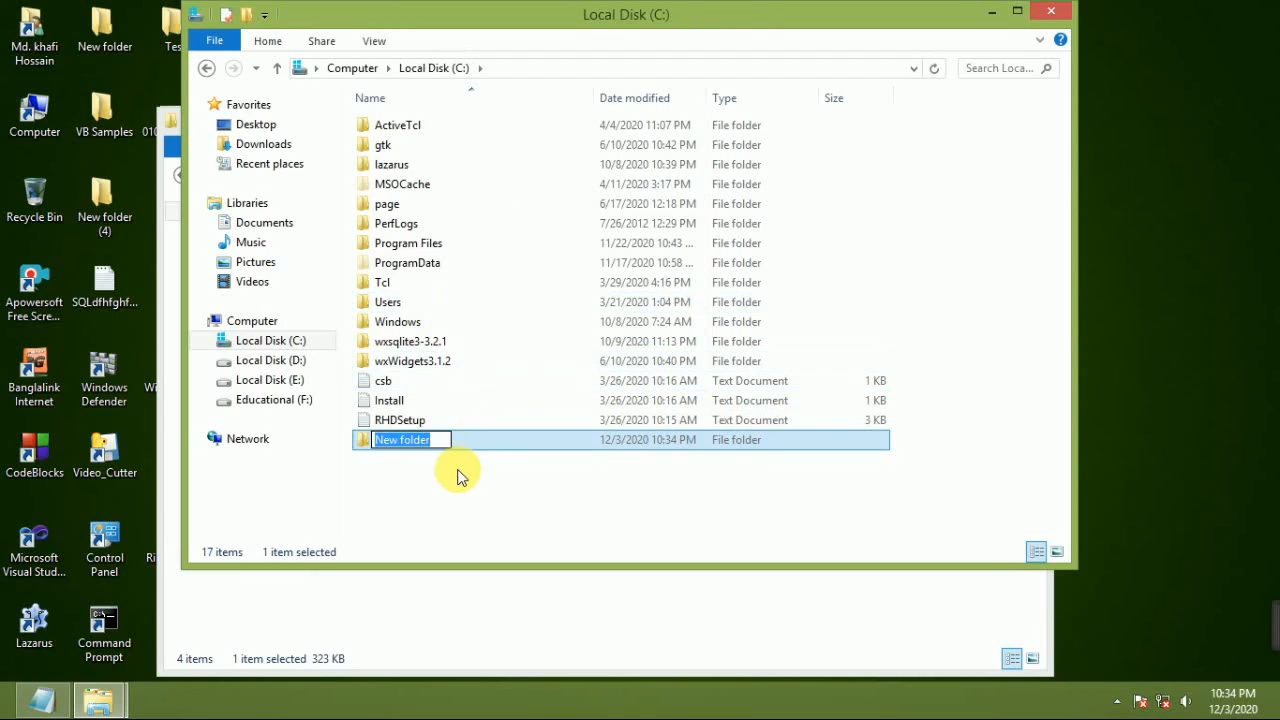 Local Disk (C:)
File
Home
Share
View
Computer
Local Disk (C:)
Search Loca...
Name
Date modified
Type
Size
Favorites
Desktop
Downloads
Recent places
Libraries
Documents
Music
Pictures
Videos
Computer
Local Disk (C:)
Local Disk (D:)
Local Disk (E:)
Educational (F:)
Network
ActiveTcl 4/4/2020 11:07 PM File folder
gtk 6/10/2020 10:42 PM File folder
lazarus 10/8/2020 10:39 PM File folder
MSOCache 4/11/2020 3:17 PM File folder
page 6/17/2020 12:18 PM File folder
PerfLogs 7/26/2012 12:29 PM File folder
Program Files 11/22/2020 10:43 ... File folder
ProgramData 11/17/2020 10:58 ... File folder
Tcl 3/29/2020 4:16 PM File folder
Users 3/21/2020 1:04 PM File folder
Windows 10/8/2020 7:24 AM File folder
wxsqlite3-3.2.1 10/9/2020 11:13 PM File folder
wxWidgets3.1.2 6/10/2020 10:40 PM File folder
csb 3/26/2020 10:16 AM Text Document 1 KB
Install 3/26/2020 10:16 AM Text Document 1 KB
RHDSetup 3/26/2020 10:15 AM Text Document 3 KB
New folder 12/3/2020 10:34 PM File folder
17 items 1 item selected
4 items 1 item selected 323 KB
Md. khafi
Hossain
New folder
Tes
Computer
VB Samples
010
Recycle Bin
New folder
(4)
Apowersoft
Free Scre...
SQLdfhfghf...
Banglalink
Internet
Windows
Defender
Wi
CodeBlocks
Video_Cutter
Microsoft
Visual Stud...
Control
Panel
Ri
Lazarus
Command
Prompt
10:34 PM
12/3/2020